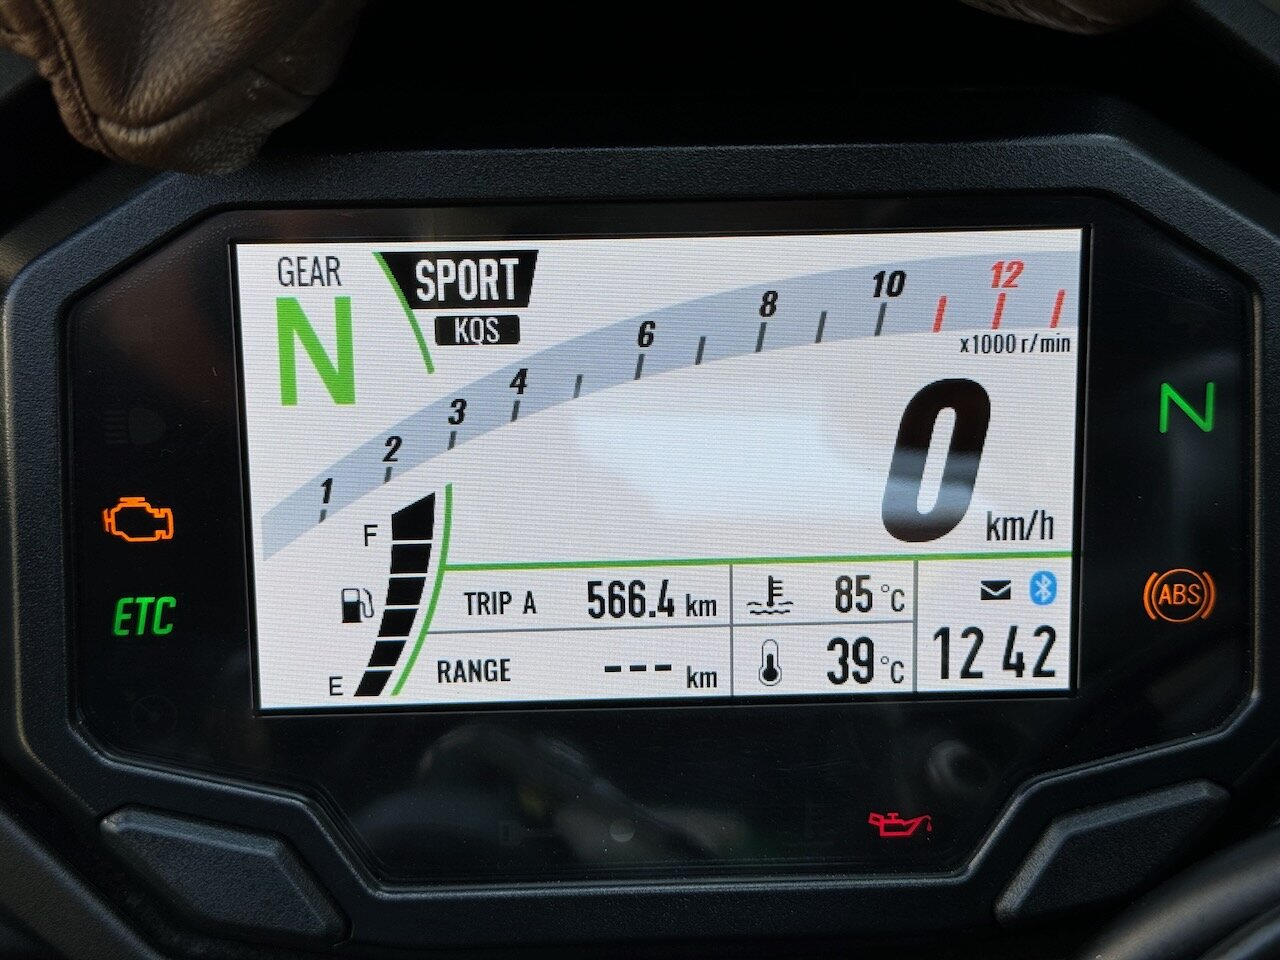 GEAR
N
SPORT
KQS
1 2 3 4 6 8 10 12
x1000 r/min
N
0 km/h
F
E
ETC
ABS
TRIP A 566.4 km
RANGE --- km
85 °C
39 °C
12 42